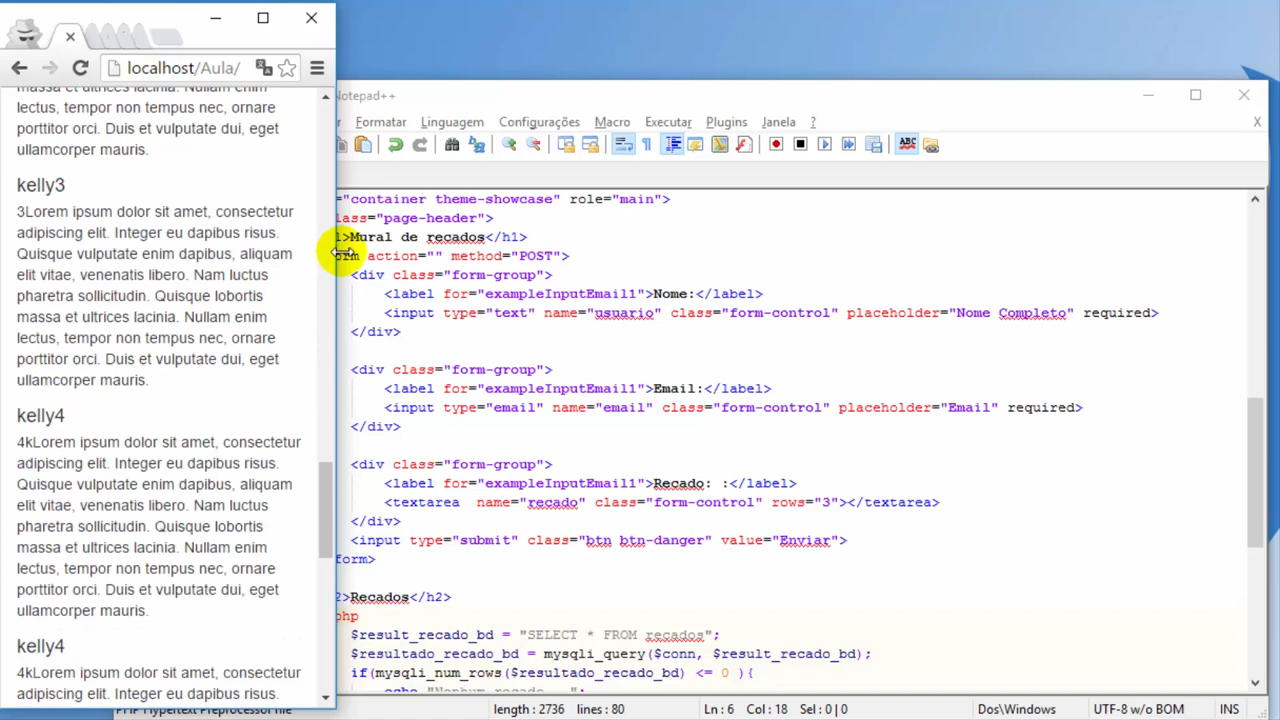 localhost/Aula/
massa et ultrices lacinia. Nullam enim
lectus, tempor non tempus nec, ornare
porttitor orci. Duis et vulputate dui, eget
ullamcorper mauris.
kelly3
3Lorem ipsum dolor sit amet, consectetur
adipiscing elit. Integer eu dapibus risus.
Quisque vulputate enim dapibus, aliquam
elit vitae, venenatis libero. Nam luctus
pharetra sollicitudin. Quisque lobortis
massa et ultrices lacinia. Nullam enim
lectus, tempor non tempus nec, ornare
porttitor orci. Duis et vulputate dui, eget
ullamcorper mauris.
kelly4
4kLorem ipsum dolor sit amet, consectetur
adipiscing elit. Integer eu dapibus risus.
Quisque vulputate enim dapibus, aliquam
elit vitae, venenatis libero. Nam luctus
pharetra sollicitudin. Quisque lobortis
massa et ultrices lacinia. Nullam enim
lectus, tempor non tempus nec, ornare
porttitor orci. Duis et vulputate dui, eget
ullamcorper mauris.
kelly4
4kLorem ipsum dolor sit amet, consectetur
adipiscing elit. Integer eu dapibus risus.
Notepad++
r Formatar Linguagem Configurações Macro Executar Plugins Janela ? X
ABC
="container theme-showcase" role="main">
lass="page-header">
1>Mural de recados</h1>
orm action="" method="POST">
<div class="form-group">
<label for="exampleInputEmail1">Nome:</label>
<input type="text" name="usuario" class="form-control" placeholder="Nome Completo" required>
</div>
<div class="form-group">
<label for="exampleInputEmail1">Email:</label>
<input type="email" name="email" class="form-control" placeholder="Email" required>
</div>
<div class="form-group">
<label for="exampleInputEmail1">Recado: :</label>
<textarea  name="recado" class="form-control" rows="3"></textarea>
</div>
<input type="submit" class="btn btn-danger" value="Enviar">
form>
2>Recados</h2>
php
$result_recado_bd = "SELECT * FROM recados";
$resultado_recado_bd = mysqli_query($conn, $result_recado_bd);
if(mysqli_num_rows($resultado_recado_bd) <= 0 ){
echo "Nenhum recado...";
PHP Hypertext Preprocessor file length : 2736 lines : 80 Ln : 6 Col : 18 Sel : 0 | 0 Dos\Windows UTF-8 w/o BOM INS